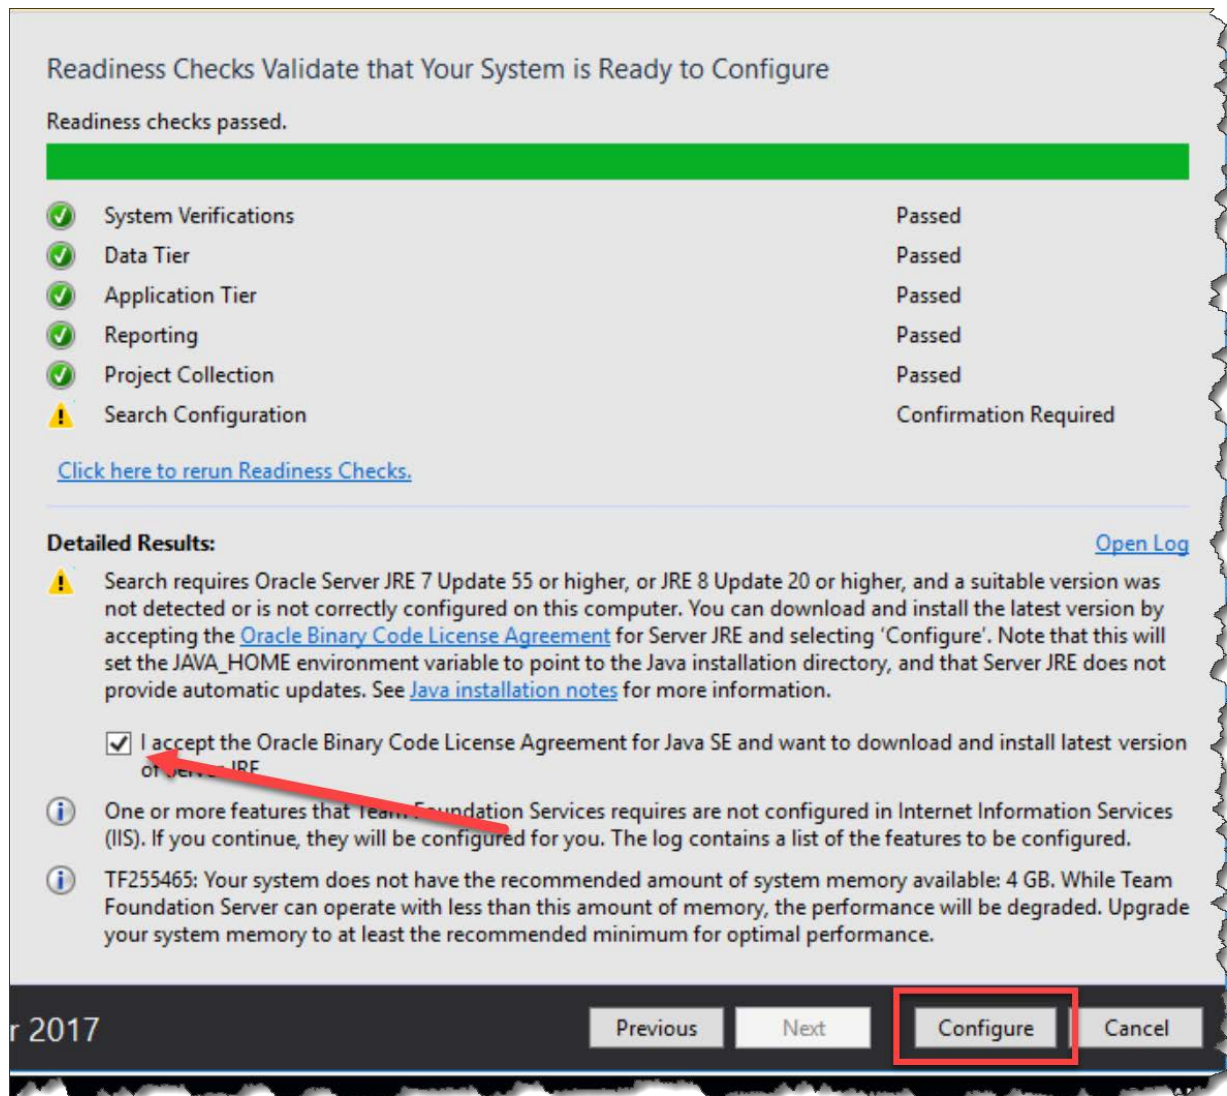 Readiness Checks Validate that Your System is Ready to Configure
Readiness checks passed.
System Verifications Passed
Data Tier Passed
Application Tier Passed
Reporting Passed
Project Collection Passed
Search Configuration Confirmation Required
Click here to rerun Readiness Checks.
Detailed Results: Open Log
Search requires Oracle Server JRE 7 Update 55 or higher, or JRE 8 Update 20 or higher, and a suitable version was
not detected or is not correctly configured on this computer. You can download and install the latest version by
accepting the Oracle Binary Code License Agreement for Server JRE and selecting ‘Configure’. Note that this will
set the JAVA_HOME environment variable to point to the Java installation directory, and that Server JRE does not
provide automatic updates. See Java installation notes for more information.
I accept the Oracle Binary Code License Agreement for Java SE and want to download and install latest version
of Server JRE
One or more features that Team Foundation Services requires are not configured in Internet Information Services
(IIS). If you continue, they will be configured for you. The log contains a list of the features to be configured.
TF255465: Your system does not have the recommended amount of system memory available: 4 GB. While Team
Foundation Server can operate with less than this amount of memory, the performance will be degraded. Upgrade
your system memory to at least the recommended minimum for optimal performance.
r 2017 Previous Next Configure Cancel